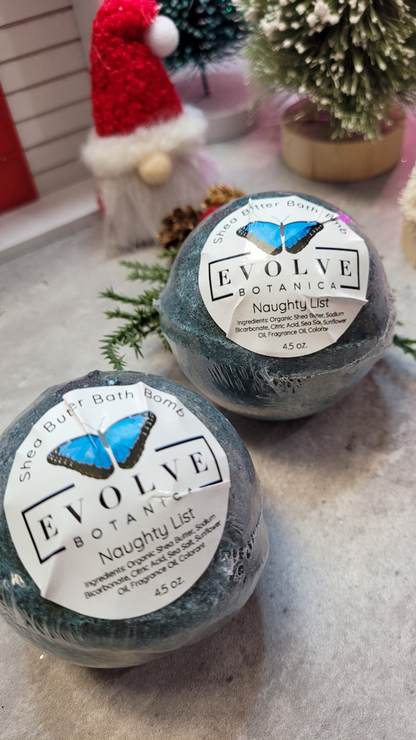 Shea Butter Bath Bomb
EVOLVE
BOTANICA
Naughty List
Ingredients: Organic Shea Butter, Sodium
Bicarbonate, Citric Acid, Sea Salt, Sunflower
Oil, Fragrance Oil, Colorant
4.5 oz.
Shea Butter Bath Bomb
EVOLVE
BOTANICA
Naughty List
Ingredients: Organic Shea Butter, Sodium
Bicarbonate, Citric Acid, Sea Salt, Sunflower
Oil, Fragrance Oil, Colorant
4.5 oz.